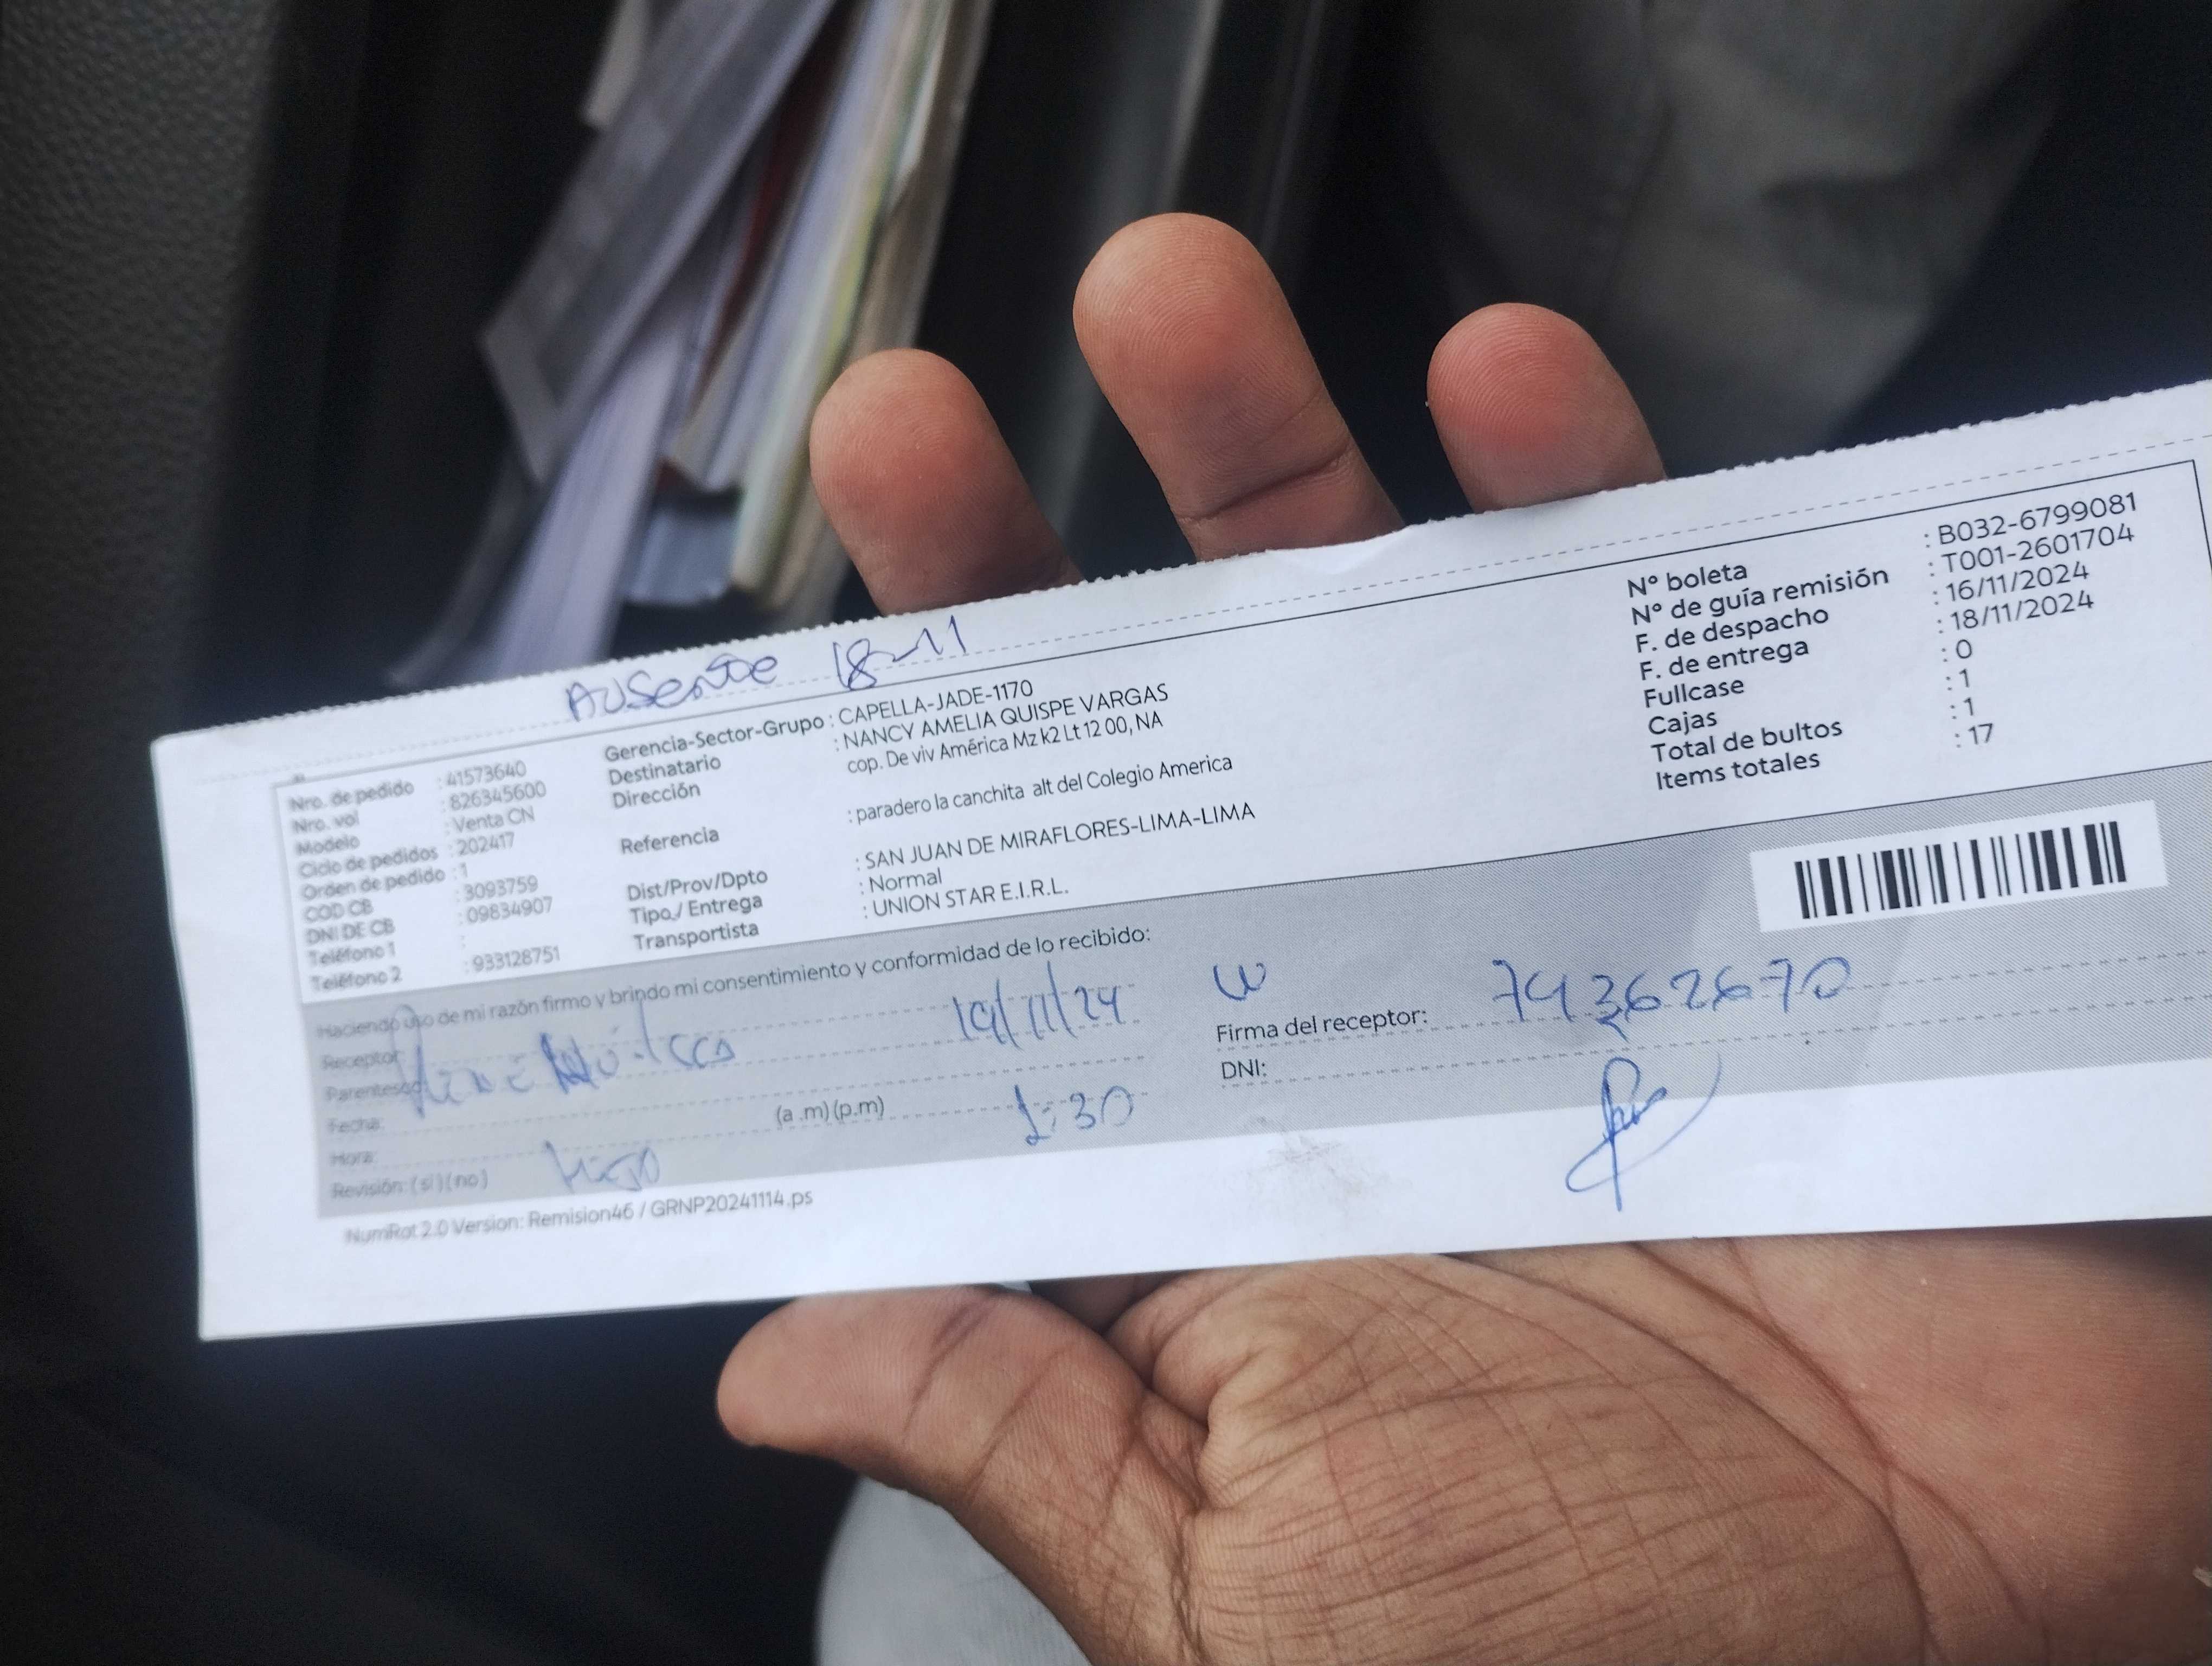 Ausente 18-11
Nro. de pedido : 41573640
Nro. vol : 826345600
Modelo : Venta CN
Ciclo de pedidos : 202417
Orden de pedido : 1
COD CB : 3093759
DNI DE CB : 09834907
Teléfono 1 :
Teléfono 2 : 933128751
Gerencia-Sector-Grupo : CAPELLA-JADE-1170
Destinatario : NANCY AMELIA QUISPE VARGAS
Dirección cop. De viv América Mz k2 Lt 12 00, NA
Referencia : paradero la canchita alt del Colegio America
Dist/Prov/Dpto : SAN JUAN DE MIRAFLORES-LIMA-LIMA
Tipo / Entrega : Normal
Transportista : UNION STAR E.I.R.L.
N° boleta : B032-6799081
N° de guía remisión : T001-2601704
F. de despacho : 16/11/2024
F. de entrega : 18/11/2024
Fullcase : 0
Cajas : 1
Total de bultos : 1
Items totales : 17
Haciendo uso de mi razón firmo y brindo mi consentimiento y conformidad de lo recibido:
Receptor:
Parentesco:
Fecha: 19/11/24
Hora: (a .m) (p.m) 1:30
Revisión: (si) (no)
Firma del receptor: 74362670
DNI:
NumRot 2.0 Version: Remision46 / GRNP20241114.ps